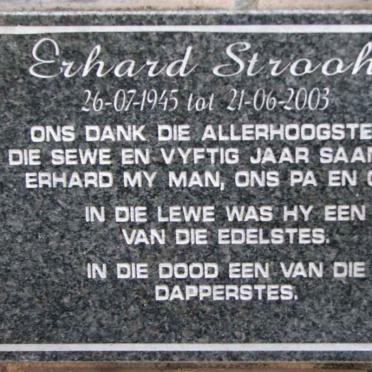 Erhard Strooh
26-07-1945 tot 21-06-2003
ONS DANK DIE ALLERHOOGSTE
DIE SEWE EN VYFTIG JAAR SAAM
ERHARD MY MAN, ONS PA EN
IN DIE LEWE WAS HY EEN
VAN DIE EDELSTES.
IN DIE DOOD EEN VAN DIE
DAPPERSTES.